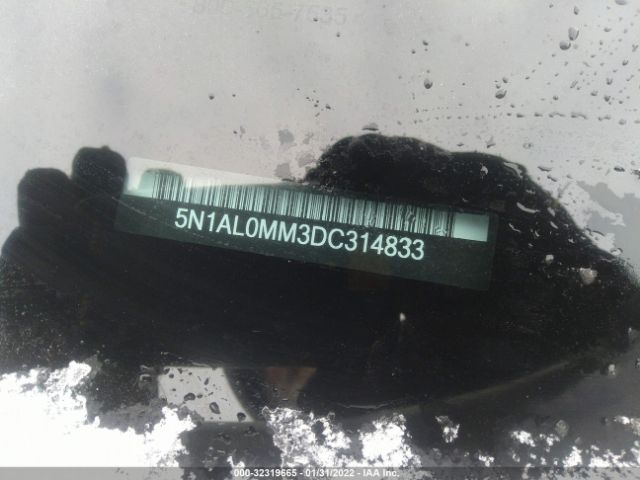 5N1AL0MM3DC314833
000-32319665 - 01/31/2022 - IAA Inc.